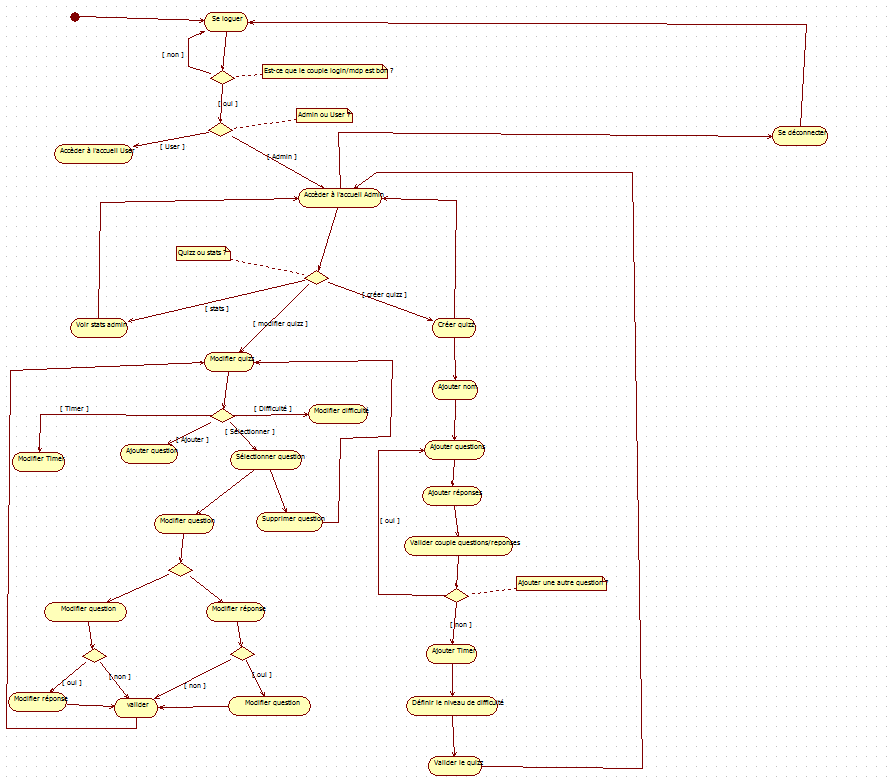 Se loguer
[ non ]
Est-ce que le couple login/mdp est bon ?
[ oui ]
Admin ou User ?
Se déconnecter
[ User ]
Accèder à l'accueil User
[ Admin ]
Accèder à l'accueil Admin
Quizz ou stats ?
[ créer quizz ]
[ stats ]
[ modifier quizz ]
Voir stats admin
Créer quizz
Modifier quizz
Ajouter nom
[ Timer ]
[ Difficulté ]
Modifier difficulté
[ Ajouter ]
[ Sélectionner ]
Modifier Timer
Ajouter question
Sélectionner question
Ajouter questions
Ajouter réponses
Modifier question
Supprimer question
[ oui ]
Valider couple questions/reponses
Ajouter une autre question ?
Modifier question
Modifier réponse
[ non ]
Ajouter Timer
[ oui ]
[ non ]
[ non ]
[ oui ]
Modifier réponse
valider
Modifier question
Définir le niveau de difficulté
Valider le quizz